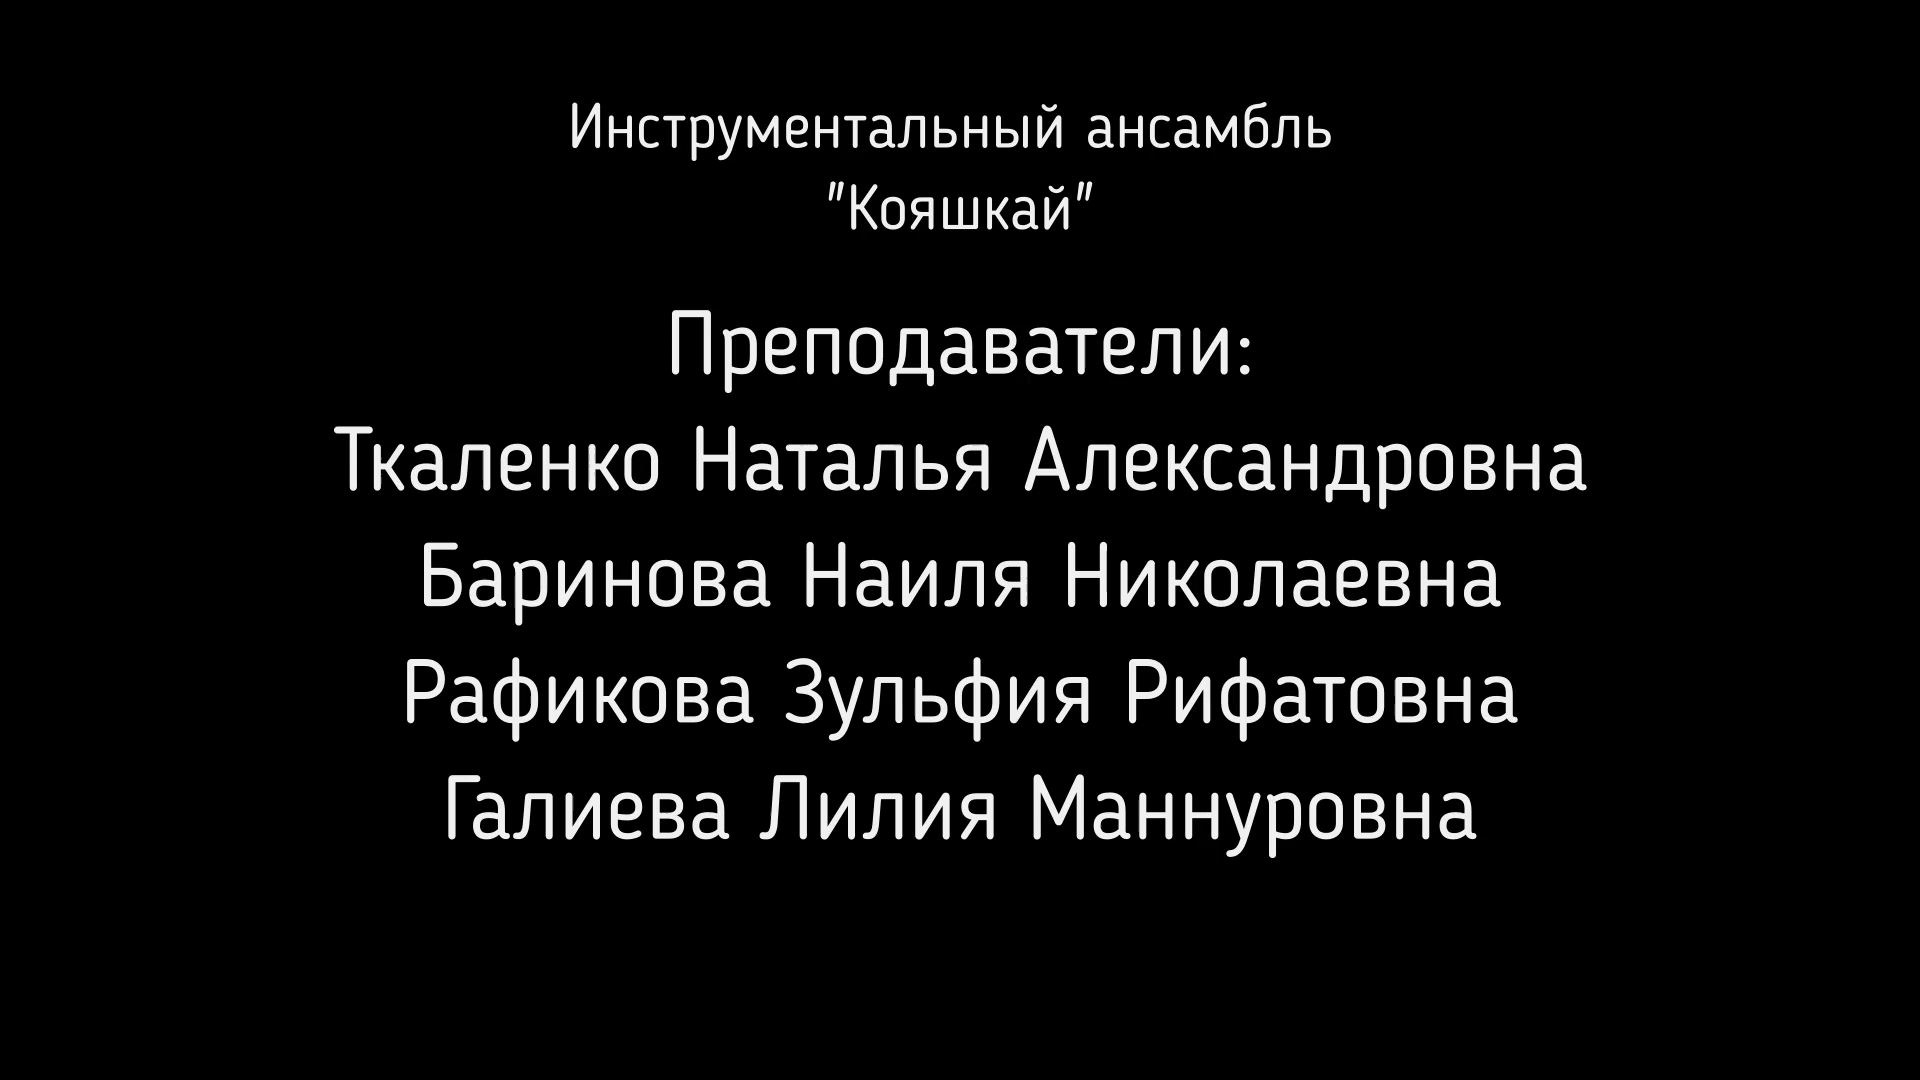 Инструментальный ансамбль
"Кояшкай"
Преподаватели:
Ткаленко Наталья Александровна
Баринова Наиля Николаевна
Рафикова Зульфия Рифатовна
Галиева Лилия Маннуровна